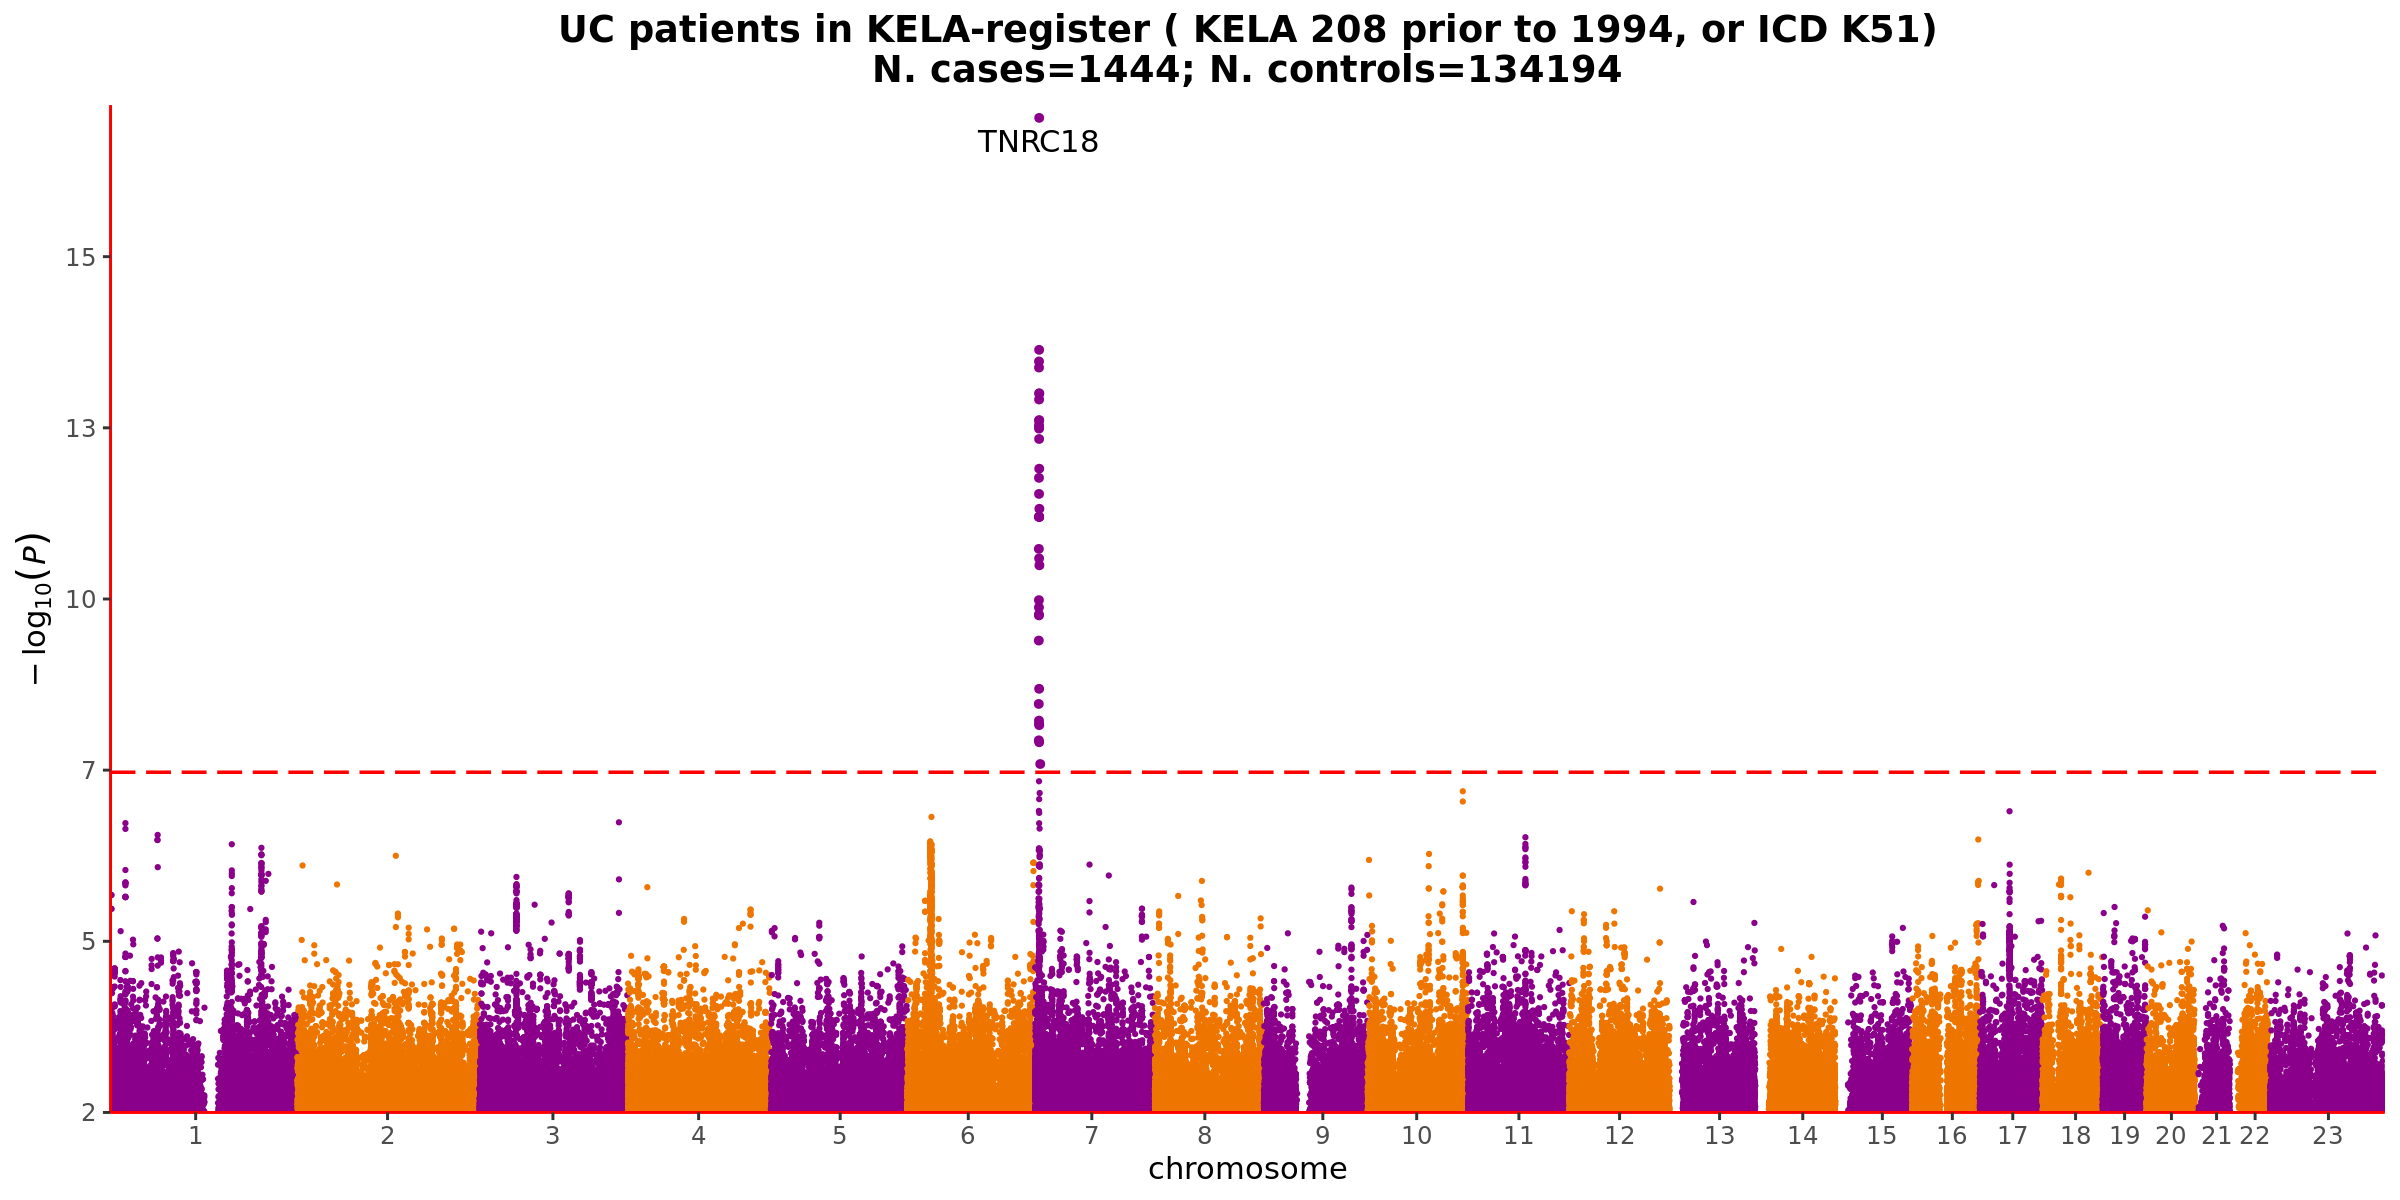 UC patients in KELA-register ( KELA 208 prior to 1994, or ICD K51)
N. cases=1444; N. controls=134194
TNRC18
15
13
10
7
5
2
− log₁₀(P)
1 2 3 4 5 6 7 8 9 10 11 12 13 14 15 16 17 18 19 20 21 22 23
chromosome